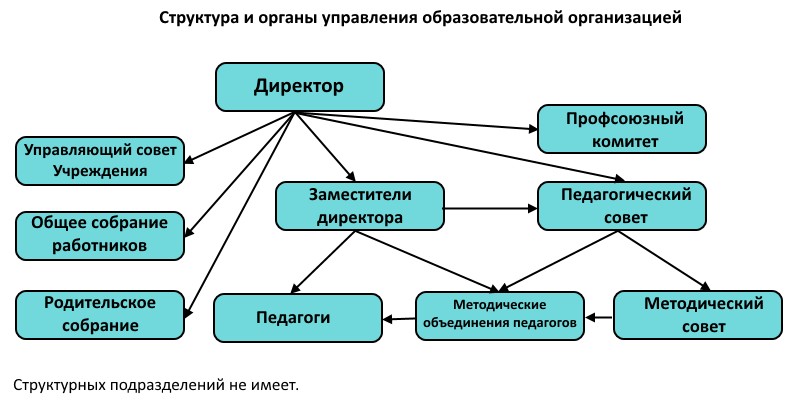 Структура и органы управления образовательной организацией
Директор
Профсоюзный
комитет
Управляющий совет
Учреждения
Заместители
директора
Педагогический
совет
Общее собрание
работников
Родительское
собрание
Педагоги
Методические
объединения педагогов
Методический
совет
Структурных подразделений не имеет.